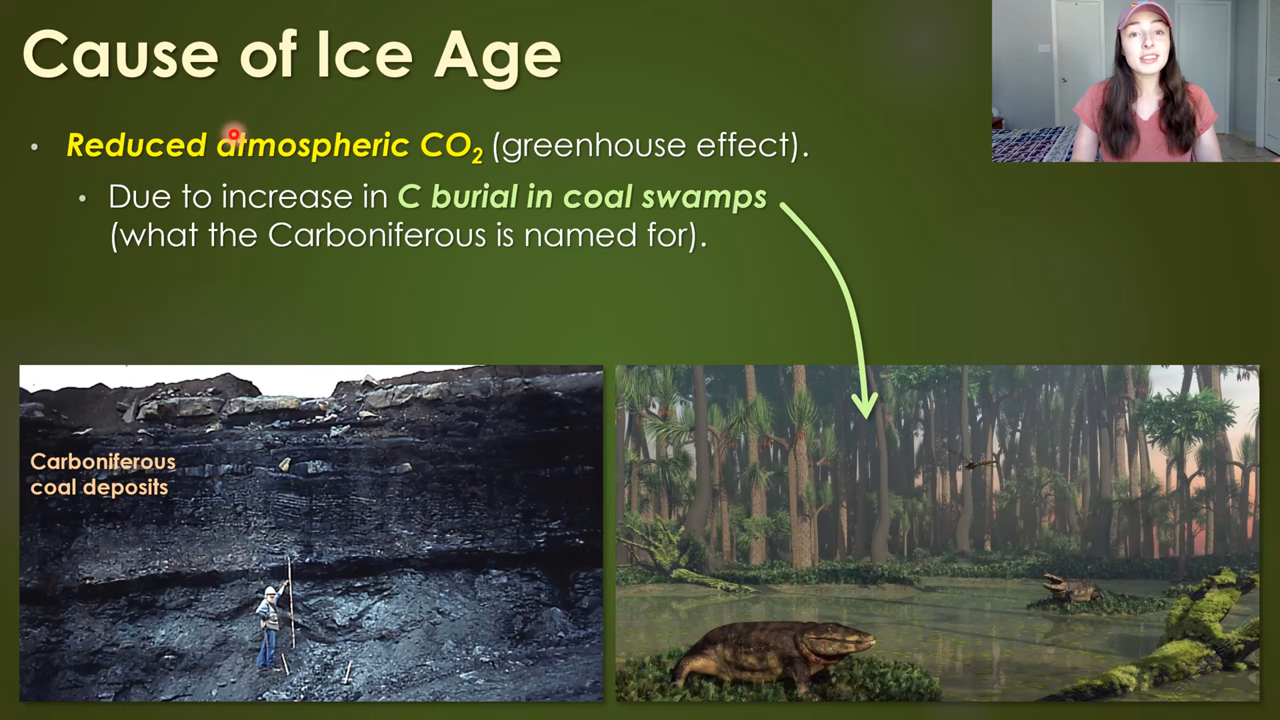 Cause of Ice Age
• Reduced atmospheric CO₂ (greenhouse effect).
• Due to increase in C burial in coal swamps
(what the Carboniferous is named for).
Carboniferous
coal deposits